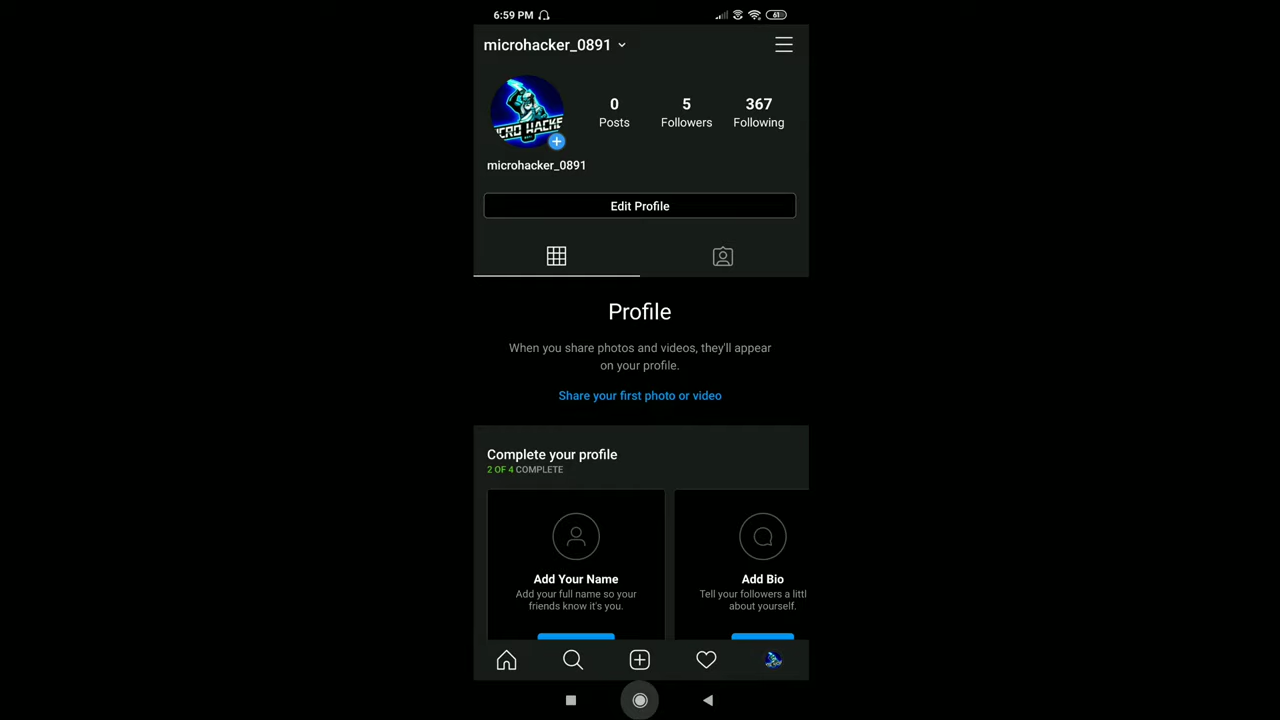 6:59 PM
61
microhacker_0891
0 5 367
Posts Followers Following
CRO HACKE
microhacker_0891
Edit Profile
Profile
When you share photos and videos, they'll appear
on your profile.
Share your first photo or video
Complete your profile
2 OF 4 COMPLETE
Add Your Name
Add your full name so your
friends know it's you.
Add Bio
Tell your followers a littl
about yourself.